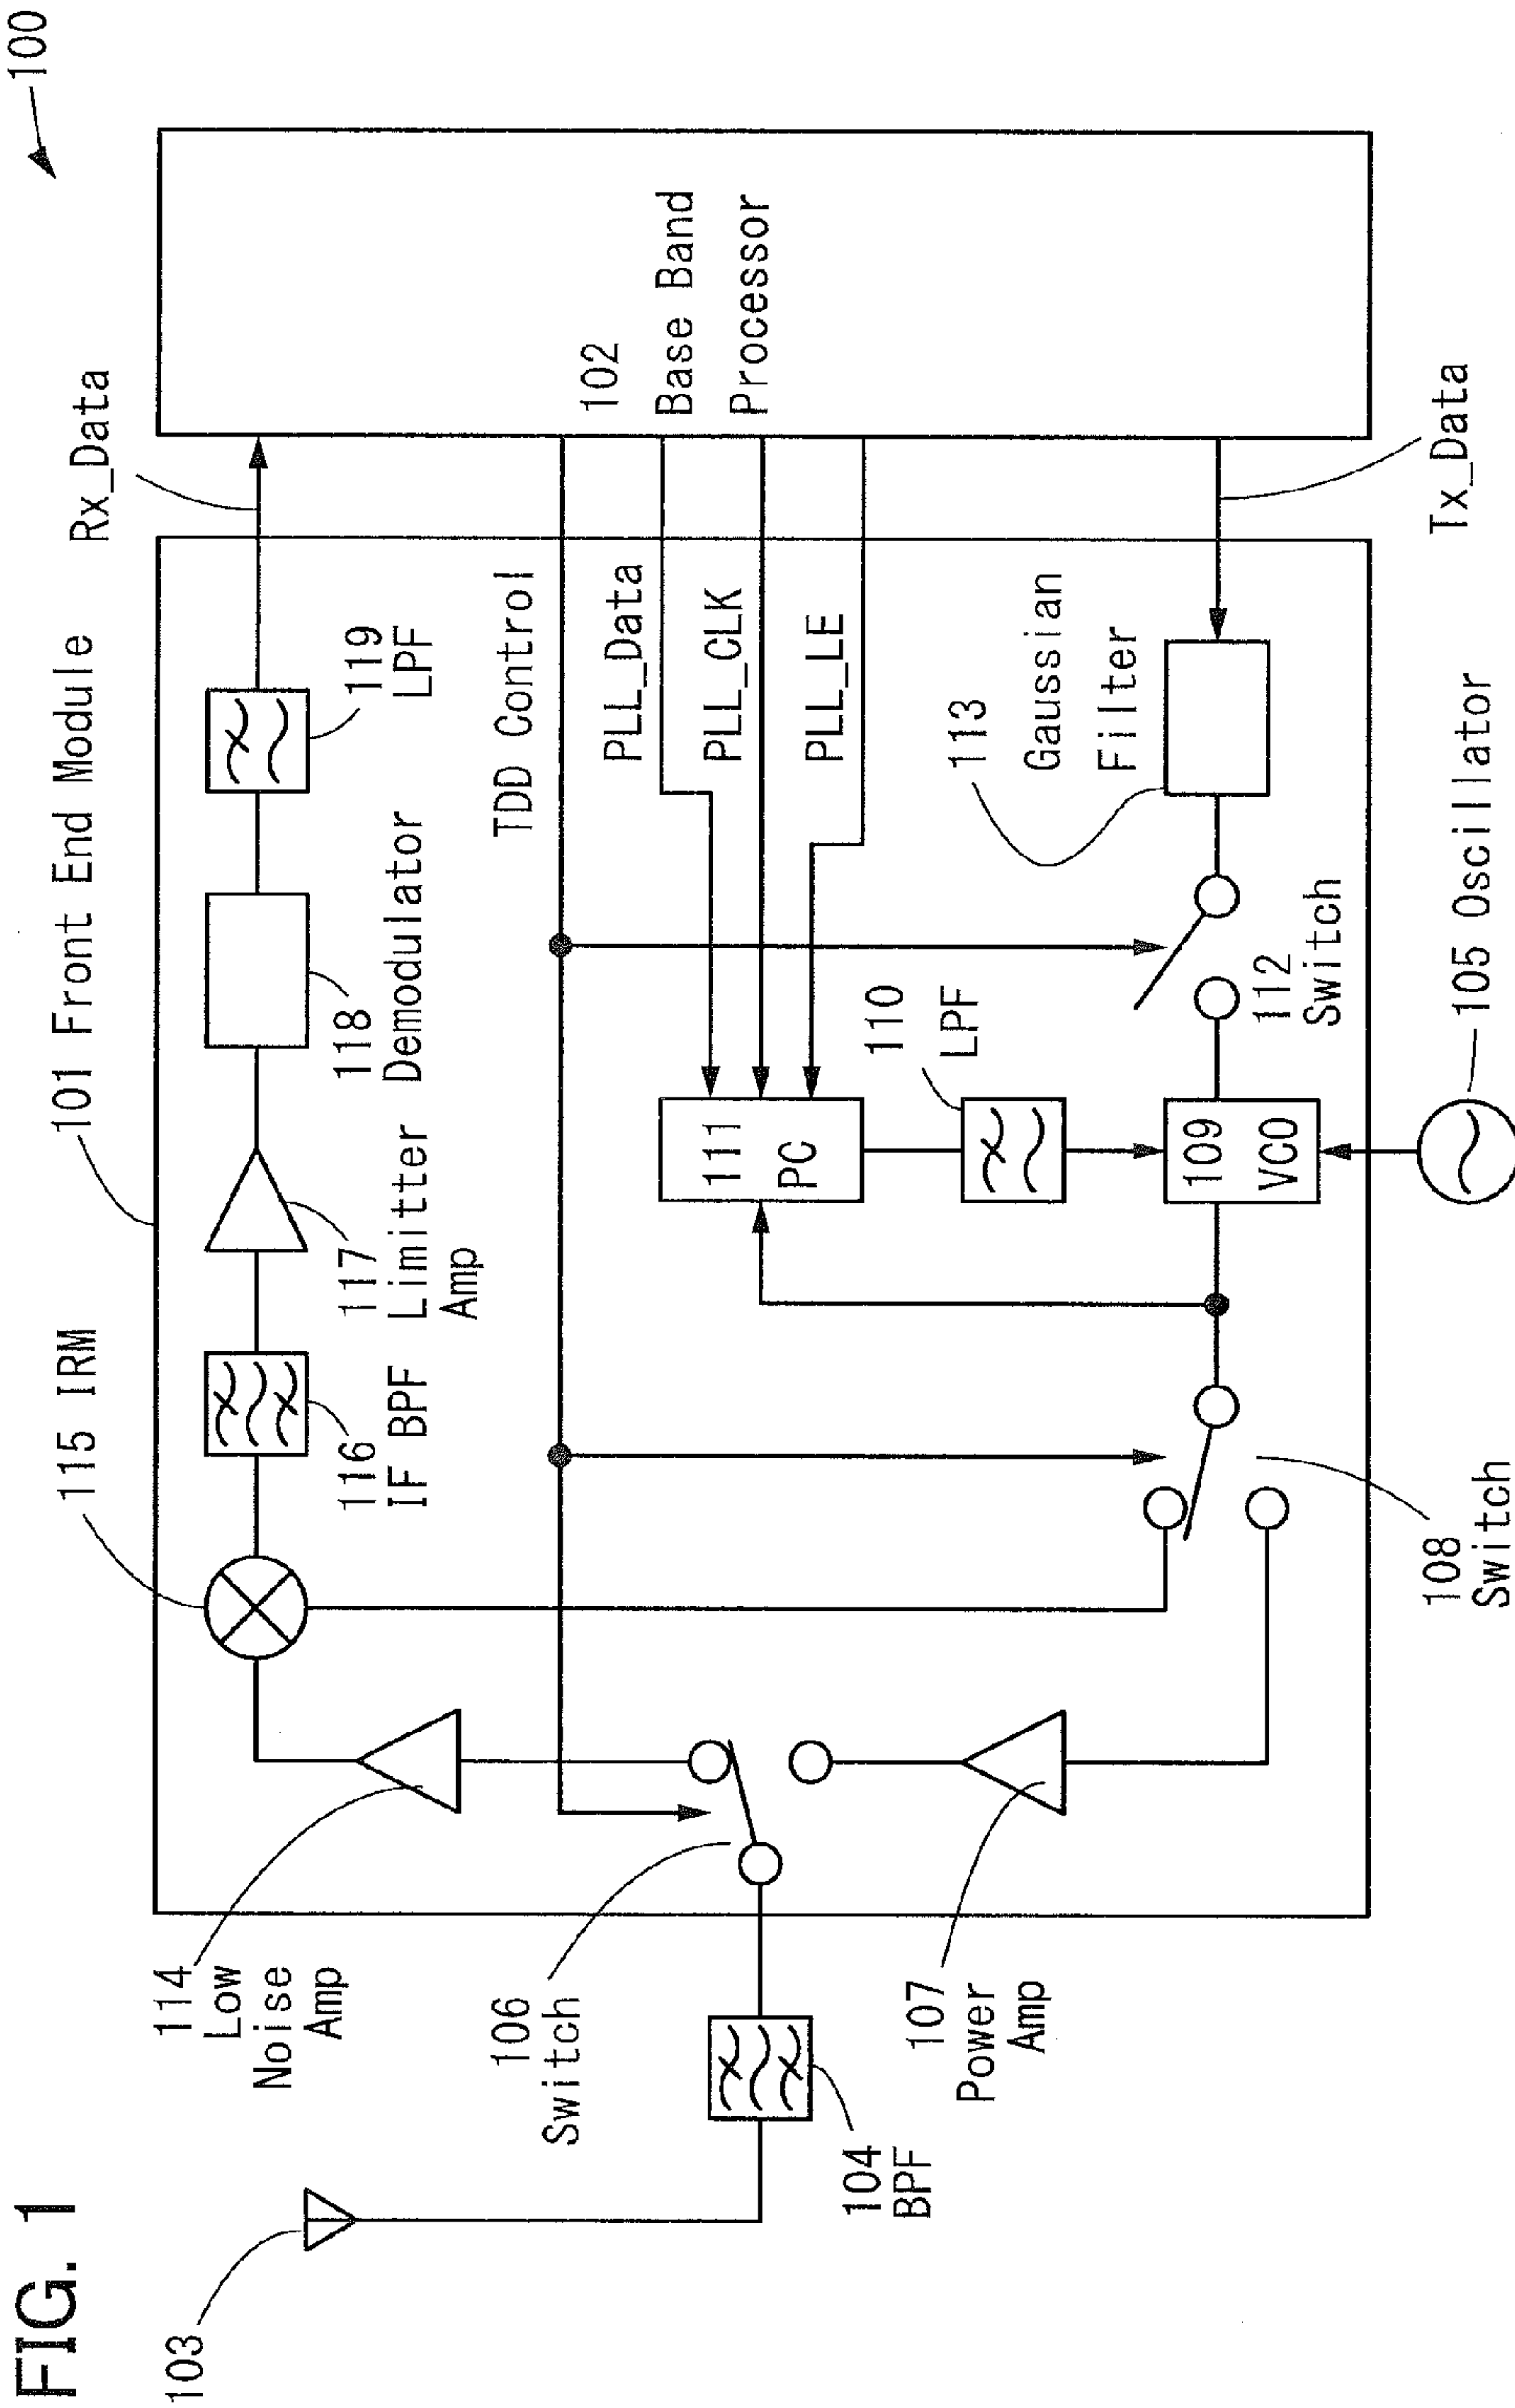 FIG. 1
100
101 Front End Module
Rx_Data
115 IRM
114
Low
Noise
Amp
116
IF BPF
117
Limitter
Amp
118
Demodulator
119
LPF
TDD Control
102
Base Band
Processor
PLL_Data
PLL_CLK
PLL_LE
103
106
Switch
111
PC
110
LPF
113
Gaussian
Filter
104
BPF
107
Power
Amp
109
VCO
112
Switch
108
Switch
105 Oscillator
Tx_Data